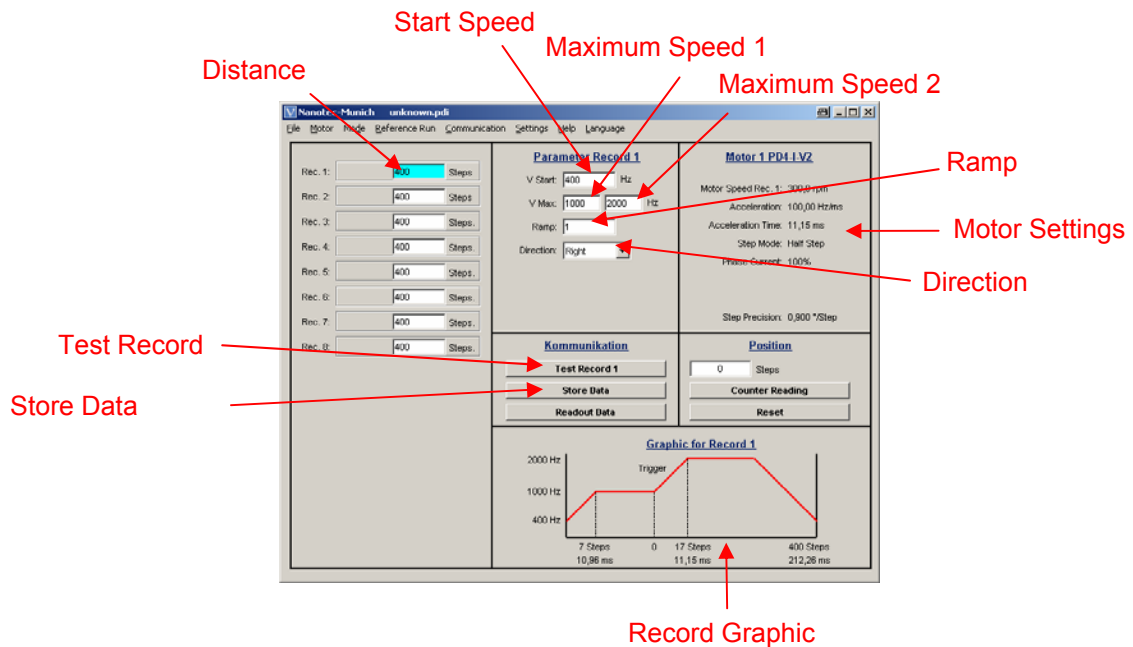 Start Speed
Maximum Speed 1
Distance
Maximum Speed 2
Nanotec-Munich unknown.pdi
File Motor Mode Reference Run Communication Settings Help Language
Rec. 1: 400 Steps
Rec. 2: 400 Steps
Rec. 3: 400 Steps.
Rec. 4: 400 Steps.
Rec. 5: 400 Steps.
Rec. 6: 400 Steps.
Rec. 7: 400 Steps.
Rec. 8: 400 Steps.
Parameter Record 1
V Start: 400 Hz
V Max: 1000 2000 Hz
Ramp: 1
Direction: Right
Motor 1 PD4-I-V2
Motor Speed Rec. 1: 300,0 rpm
Acceleration: 100,00 Hz/ms
Acceleration Time: 11,15 ms
Step Mode: Half Step
Phase Current: 100%
Step Precision: 0,900 °/Step
Ramp
Motor Settings
Direction
Test Record
Store Data
Kommunikation
Test Record 1
Store Data
Readout Data
Position
0 Steps
Counter Reading
Reset
Graphic for Record 1
2000 Hz
Trigger
1000 Hz
400 Hz
7 Steps 0 17 Steps 400 Steps
10,96 ms 11,15 ms 212,26 ms
Record Graphic